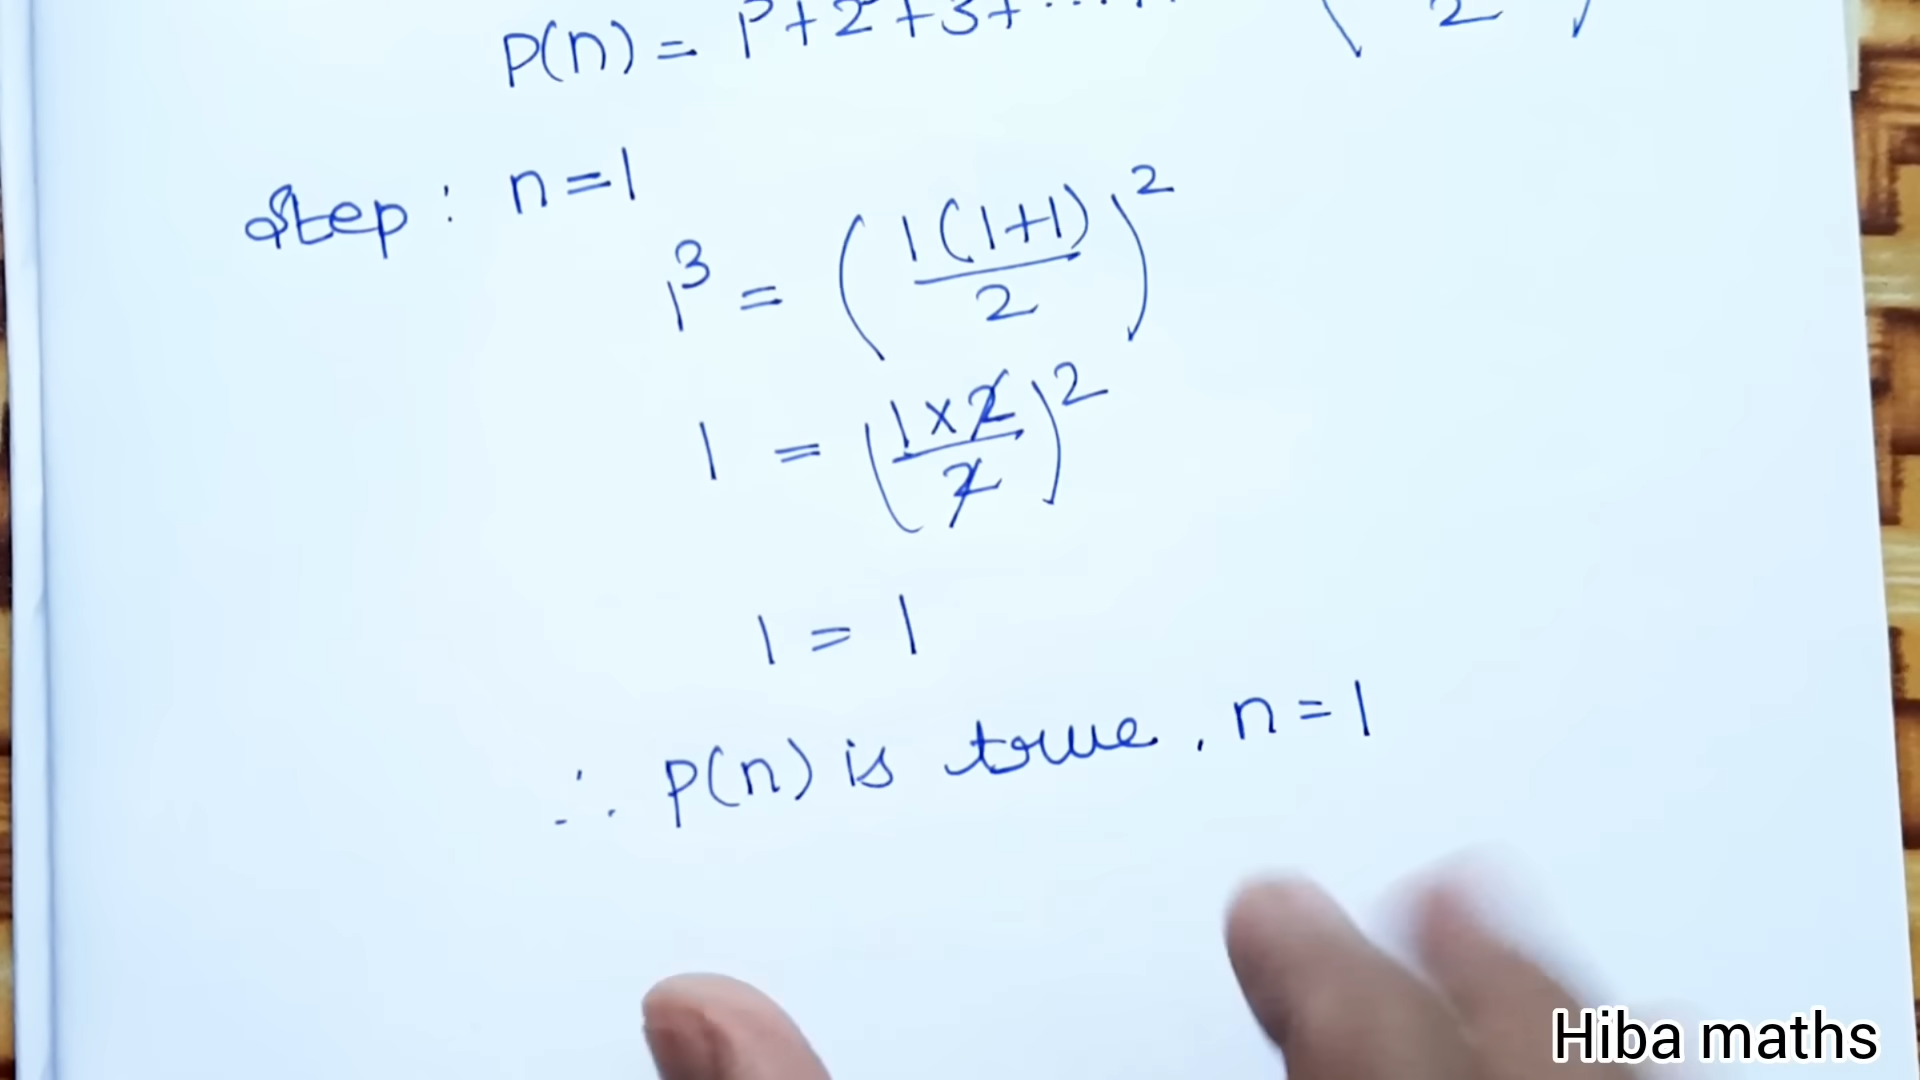 P(n) = 1³+2³+3³+...... ( 2 )
Step : n=1
1³ = (1(1+1)/2)²
1 = (1×2/2)²
1 = 1
∴ P(n) is true, n=1
Hiba maths